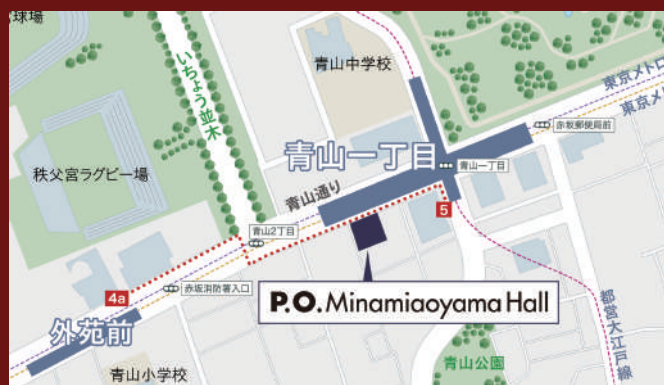 球場
青山中学校
いちょう並木
東京メトロ
東京メ
赤坂郵便局前
秩父宮ラグビー場
青山一丁目
青山一丁目
青山通り
5
青山2丁目
P.O. Minamiaoyama Hall
4a
赤坂消防署入口
外苑前
都営大江戸線
青山公園
青山小学校